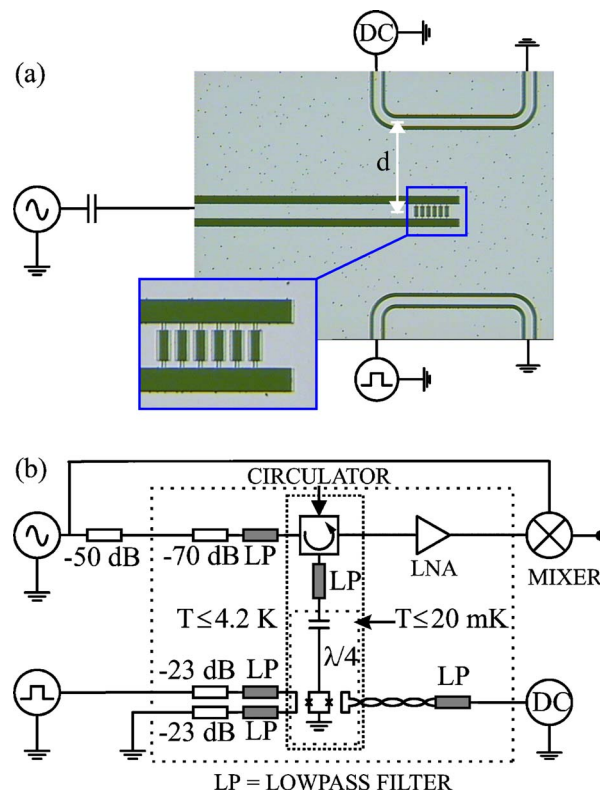 DC
(a)
d
(b)
CIRCULATOR
-50 dB
-70 dB
LP
LNA
MIXER
LP
T≤4.2 K
T≤20 mK
λ/4
-23 dB
LP
LP
DC
-23 dB
LP
LP = LOWPASS FILTER